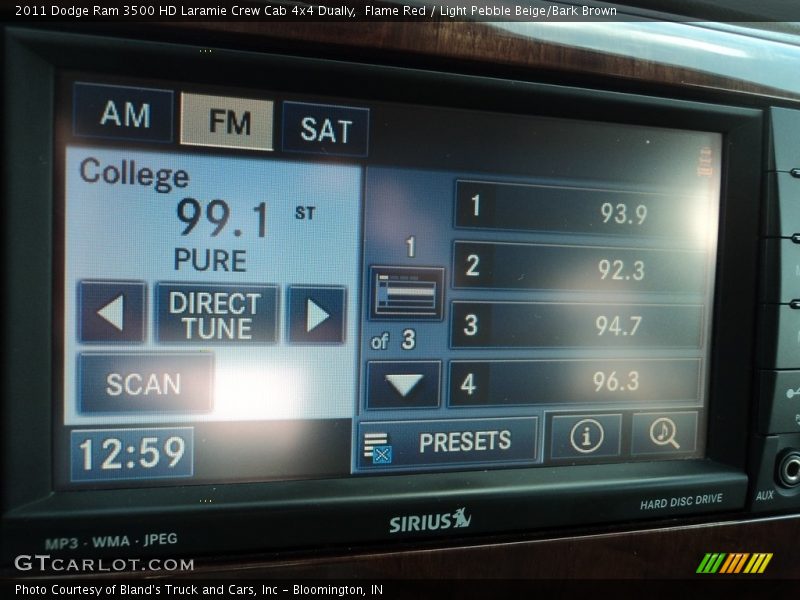 2011 Dodge Ram 3500 HD Laramie Crew Cab 4x4 Dually,  Flame Red / Light Pebble Beige/Bark Brown
AM FM SAT
College
99.1 ST
PURE
DIRECT
TUNE
SCAN
12:59
1
of 3
1 93.9
2 92.3
3 94.7
4 96.3
PRESETS
i
SIRIUS
HARD DISC DRIVE
AUX
MP3 · WMA · JPEG
GTCARLOT.COM
Photo Courtesy of Bland's Truck and Cars, Inc - Bloomington, IN